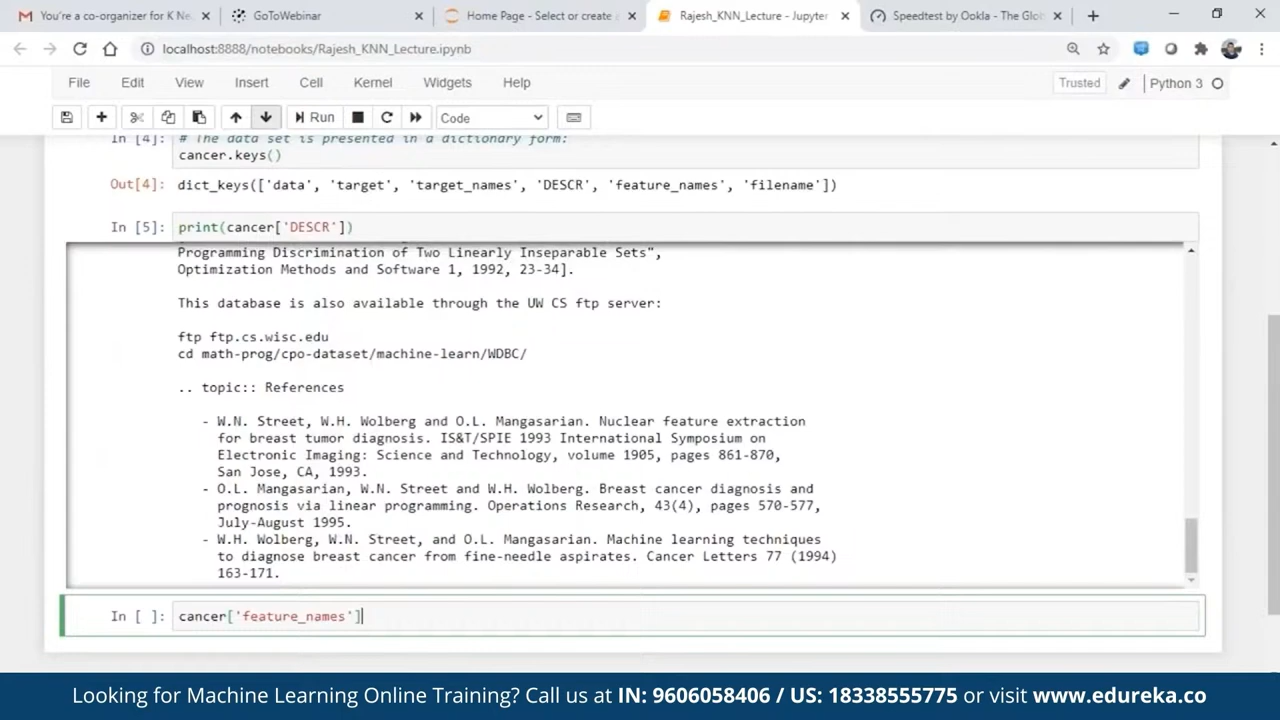 You're a co-organizer for K Ne
GoToWebinar
Home Page - Select or create a
Rajesh_KNN_Lecture - Jupyter
Speedtest by Ookla - The Glo
localhost:8888/notebooks/Rajesh_KNN_Lecture.ipynb
File Edit View Insert Cell Kernel Widgets Help Trusted Python 3
Run Code
In [4]: # The data set is presented in a dictionary form:
cancer.keys()
Out[4]: dict_keys(['data', 'target', 'target_names', 'DESCR', 'feature_names', 'filename'])
In [5]: print(cancer['DESCR'])
Programming Discrimination of Two Linearly Inseparable Sets",
Optimization Methods and Software 1, 1992, 23-34].
This database is also available through the UW CS ftp server:
ftp ftp.cs.wisc.edu
cd math-prog/cpo-dataset/machine-learn/WDBC/
.. topic:: References
- W.N. Street, W.H. Wolberg and O.L. Mangasarian. Nuclear feature extraction
for breast tumor diagnosis. IS&T/SPIE 1993 International Symposium on
Electronic Imaging: Science and Technology, volume 1905, pages 861-870,
San Jose, CA, 1993.
- O.L. Mangasarian, W.N. Street and W.H. Wolberg. Breast cancer diagnosis and
prognosis via linear programming. Operations Research, 43(4), pages 570-577,
July-August 1995.
- W.H. Wolberg, W.N. Street, and O.L. Mangasarian. Machine learning techniques
to diagnose breast cancer from fine-needle aspirates. Cancer Letters 77 (1994)
163-171.
In [ ]: cancer['feature_names']
Looking for Machine Learning Online Training? Call us at IN: 9606058406 / US: 18338555775 or visit www.edureka.co